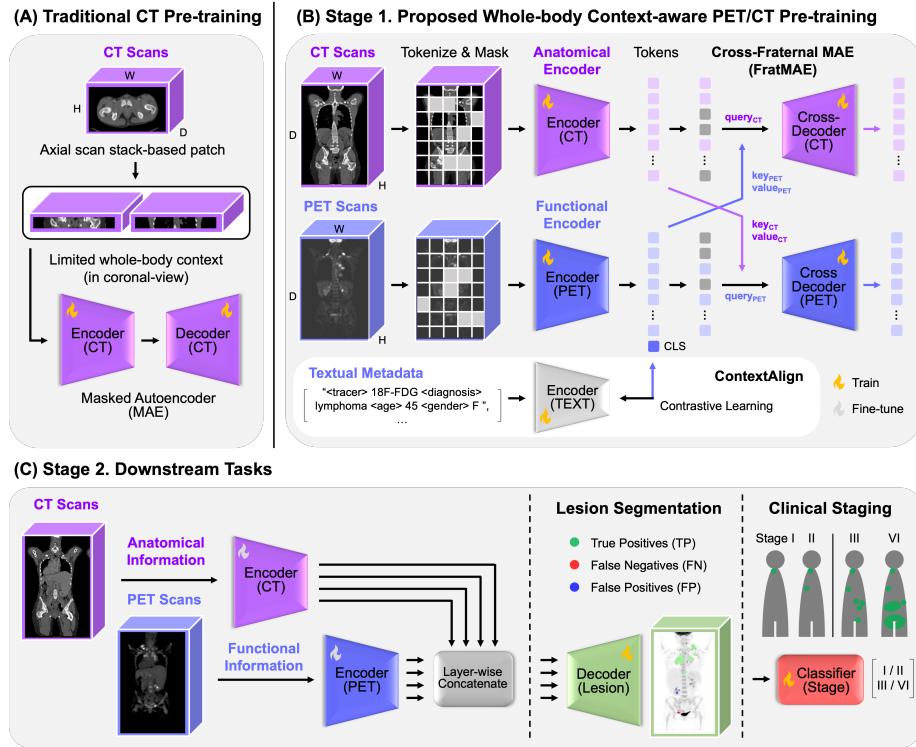 (A) Traditional CT Pre-training
CT Scans
W
H
D
Axial scan stack-based patch
Limited whole-body context
(in coronal-view)
Encoder
(CT)
Decoder
(CT)
Masked Autoencoder
(MAE)
(B) Stage 1. Proposed Whole-body Context-aware PET/CT Pre-training
CT Scans
Tokenize & Mask
Anatomical
Encoder
Tokens
Cross-Fraternal MAE
(FratMAE)
W
D
H
Encoder
(CT)
queryCT
Cross-
Decoder
(CT)
keyPET
valuePET
PET Scans
Functional
Encoder
keyCT
valueCT
W
D
H
Encoder
(PET)
queryPET
Cross
Decoder
(PET)
CLS
Textual Metadata
"<tracer> 18F-FDG <diagnosis>
lymphoma <age> 45 <gender> F ",
...
Encoder
(TEXT)
ContextAlign
Contrastive Learning
Train
Fine-tune
(C) Stage 2. Downstream Tasks
CT Scans
Anatomical
Information
Encoder
(CT)
PET Scans
Functional
Information
Encoder
(PET)
Layer-wise
Concatenate
Lesion Segmentation
True Positives (TP)
False Negatives (FN)
False Positives (FP)
Decoder
(Lesion)
Clinical Staging
Stage I
II
III
VI
Classifier
(Stage)
I / II
III / VI